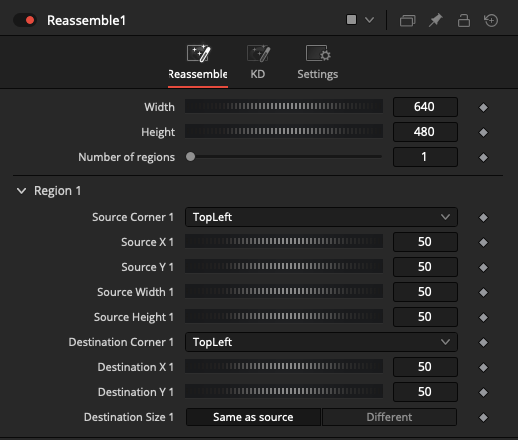 Reassemble1
Reassemble KD Settings
Width 640
Height 480
Number of regions 1
Region 1
Source Corner 1 TopLeft
Source X 1 50
Source Y 1 50
Source Width 1 50
Source Height 1 50
Destination Corner 1 TopLeft
Destination X 1 50
Destination Y 1 50
Destination Size 1 Same as source Different